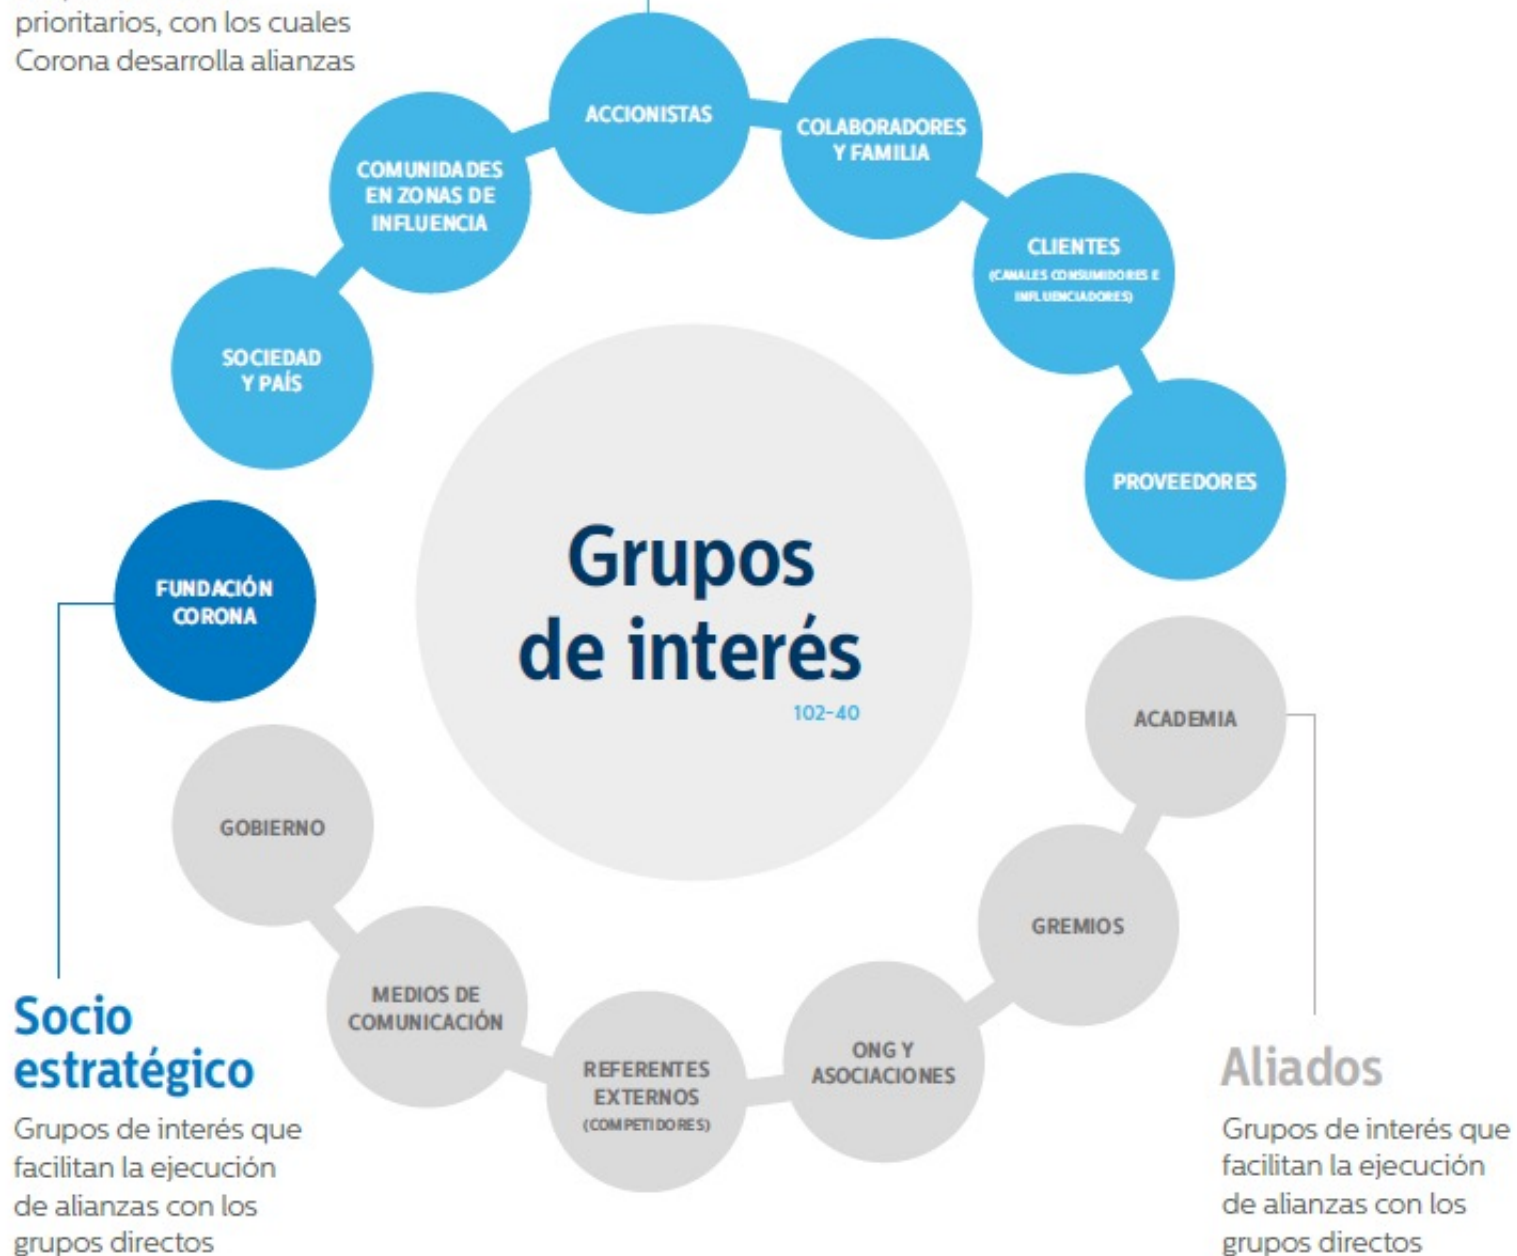 prioritarios, con los cuales
Corona desarrolla alianzas
ACCIONISTAS
COLABORADORES
Y FAMILIA
COMUNIDADES
EN ZONAS DE
INFLUENCIA
CLIENTES
(CANALES CONSUMIDORES E
INFLUENCIADORES)
SOCIEDAD
Y PAÍS
PROVEEDORES
FUNDACIÓN
CORONA
Grupos
de interés
102-40
ACADEMIA
GOBIERNO
GREMIOS
MEDIOS DE
COMUNICACIÓN
REFERENTES
EXTERNOS
(COMPETIDORES)
ONG Y
ASOCIACIONES
Socio
estratégico
Grupos de interés que
facilitan la ejecución
de alianzas con los
grupos directos
Aliados
Grupos de interés que
facilitan la ejecución
de alianzas con los
grupos directos